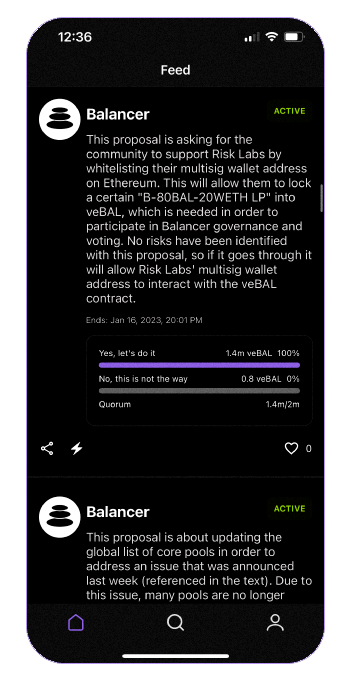 12:36
Feed
Balancer
ACTIVE
This proposal is asking for the
community to support Risk Labs by
whitelisting their multisig wallet address
on Ethereum. This will allow them to lock
a certain "B-80BAL-20WETH LP" into
veBAL, which is needed in order to
participate in Balancer governance and
voting. No risks have been identified
with this proposal, so if it goes through it
will allow Risk Labs' multisig wallet
address to interact with the veBAL
contract.
Ends: Jan 16, 2023, 20:01 PM
Yes, let's do it 1.4m veBAL 100%
No, this is not the way 0.8 veBAL 0%
Quorum 1.4m/2m
0
Balancer
ACTIVE
This proposal is about updating the
global list of core pools in order to
address an issue that was announced
last week (referenced in the text). Due to
this issue, many pools are no longer